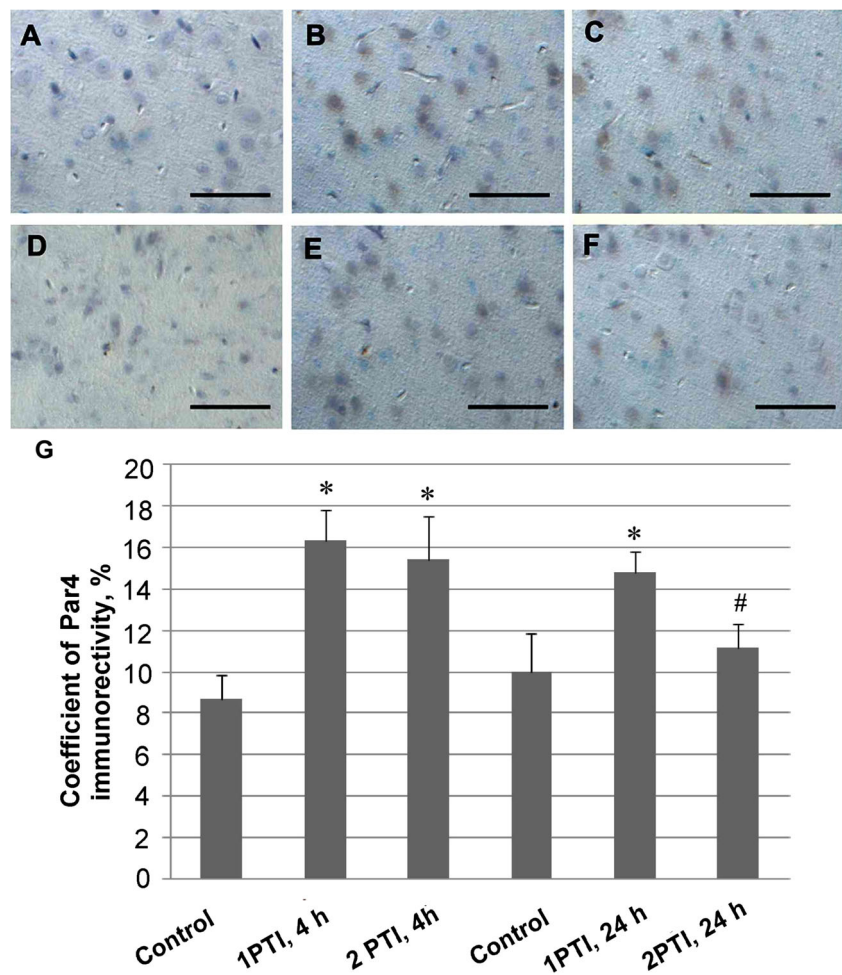 A
B
C
D
E
F
G
Coefficient of Par4
immunorectivity, %
20
18
16
14
12
10
8
6
4
2
0
*
*
*
#
Control
1PTI, 4 h
2 PTI, 4h
Control
1PTI, 24 h
2PTI, 24 h